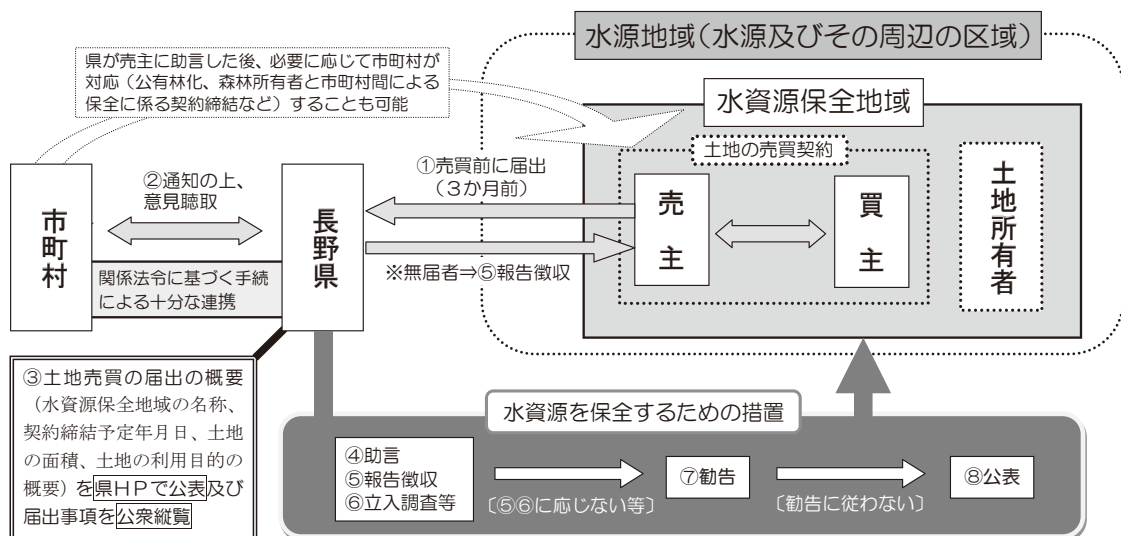 水源地域（水源及びその周辺の区域）
県が売主に助言した後、必要に応じて市町村が
対応（公有林化、森林所有者と市町村間による
保全に係る契約締結など）することも可能
水資源保全地域
土地の売買契約
①売買前に届出
（３か月前）
②通知の上、
意見聴取
市町村
長野県
売主
買主
土地所有者
※無届者⇒⑤報告徴収
関係法令に基づく手続
による十分な連携
③土地売買の届出の概要
（水資源保全地域の名称、
契約締結予定年月日、土地
の面積、土地の利用目的の
概要）を県ＨＰで公表及び
届出事項を公衆縦覧
水資源を保全するための措置
④助言
⑤報告徴収
⑥立入調査等
〔⑤⑥に応じない等〕
⑦勧告
〔勧告に従わない〕
⑧公表